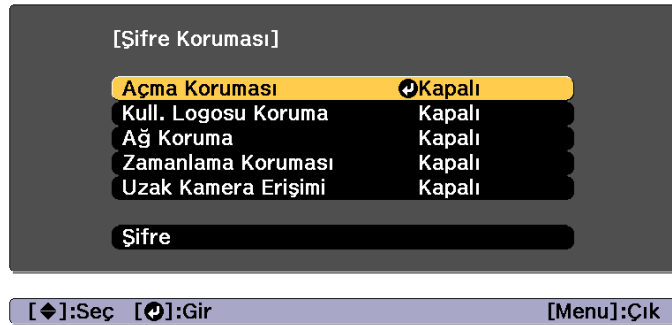 [Şifre Koruması]
Açma Koruması Kapalı
Kull. Logosu Koruma Kapalı
Ağ Koruma Kapalı
Zamanlama Koruması Kapalı
Uzak Kamera Erişimi Kapalı
Şifre
[◆]:Seç [↵]:Gir [Menu]:Çık